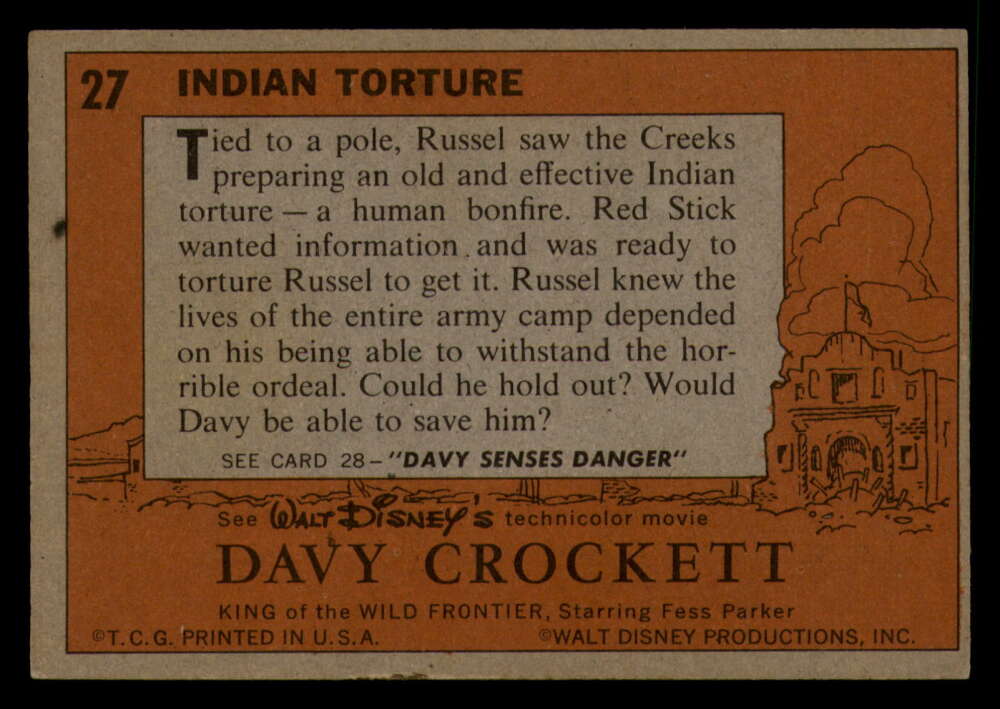 27 INDIAN TORTURE
Tied to a pole, Russel saw the Creeks
preparing an old and effective Indian
torture — a human bonfire. Red Stick
wanted information and was ready to
torture Russel to get it. Russel knew the
lives of the entire army camp depended
on his being able to withstand the hor-
rible ordeal. Could he hold out? Would
Davy be able to save him?
SEE CARD 28 – "DAVY SENSES DANGER"
See WALT DISNEY'S technicolor movie
DAVY CROCKETT
KING of the WILD FRONTIER, Starring Fess Parker
©T.C.G. PRINTED IN U.S.A. ©WALT DISNEY PRODUCTIONS, INC.